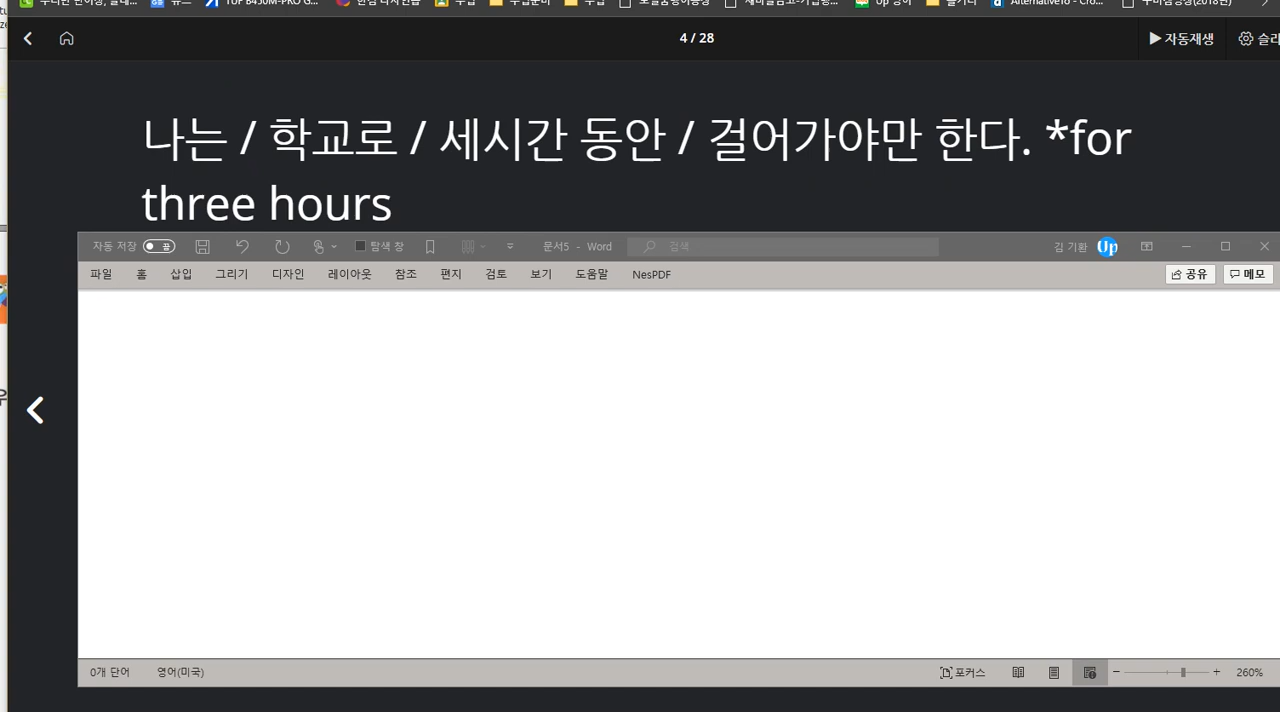 4 / 28
자동재생
나는 / 학교로 / 세시간 동안 / 걸어가야만 한다. *for
three hours
자동 저장 끔 탐색 창 문서5 - Word 검색 김 기환 Up
파일 홈 삽입 그리기 디자인 레이아웃 참조 편지 검토 보기 도움말 NesPDF 공유 메모
0개 단어 영어(미국) 포커스 260%